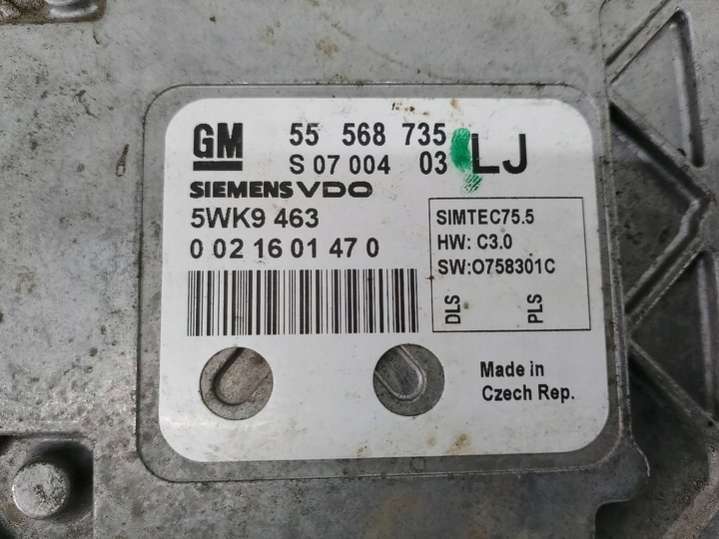 GM 55 568 735 LJ
S 07 004 03
SIEMENS VDO
5WK9 463
0 02 16 01 47 0
SIMTEC75.5
HW: C3.0
SW:O758301C
DLS PLS
Made in
Czech Rep.